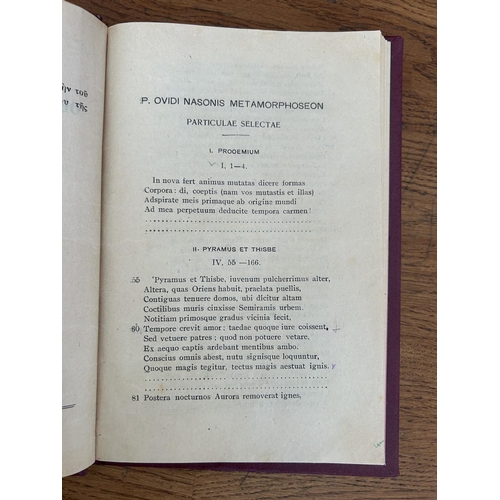 ήν τοῦ
P. OVIDI NASONIS METAMORPHOSEON
PARTICULAE SELECTAE
I. PRODEMIUM
I, 1—4.
In nova fert animus mutatas dicere formas
Corpora: di, coeptis (nam vos mutastis et illas)
Adspirate meis primaque ab origine mundi
Ad mea perpetuum deducite tempora carmen!
II. PYRAMUS ET THISBE
IV, 55—166.
55 'Pyramus et Thisbe, iuvenum pulcherrimus alter,
Altera, quas Oriens habuit, praelata puellis,
Contiguas tenuere domos, ubi dicitur altam
Coctilibus muris cinxisse Semiramis urbem.
Notitiam primosque gradus vicinia fecit,
60 Tempore crevit amor: taedae quoque iure coissent,
Sed vetuere patres: quod non potuere vetare.
Ex aequo captis ardebant mentibus ambo.
Conscius omnis abest, nutu signisque loquuntur,
Quoque magis tegitur, tectus magis aestuat ignis.
81 Postera nocturnos Aurora removerat ignes,